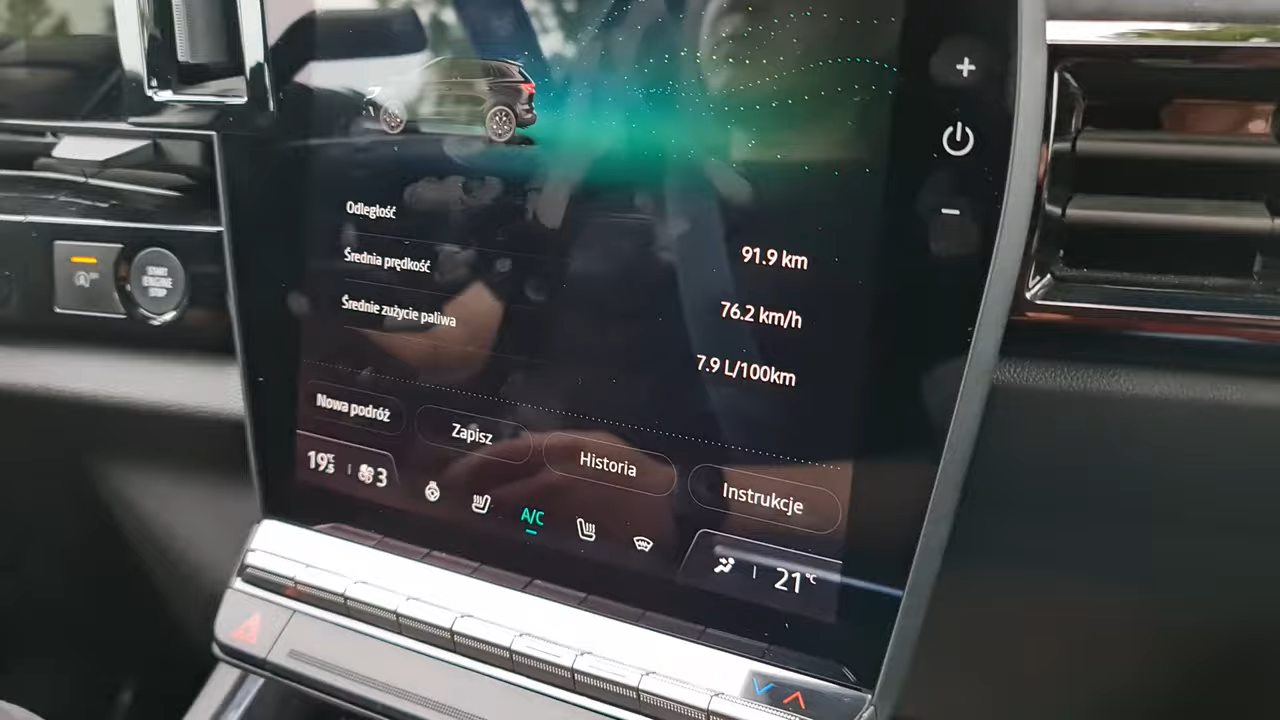 Odległość
91.9 km
Średnia prędkość
76.2 km/h
Średnie zużycie paliwa
7.9 L/100km
Nowa podróż
Zapisz
Historia
Instrukcje
19.5 °C
3
A/C
21°C
START
ENGINE
STOP